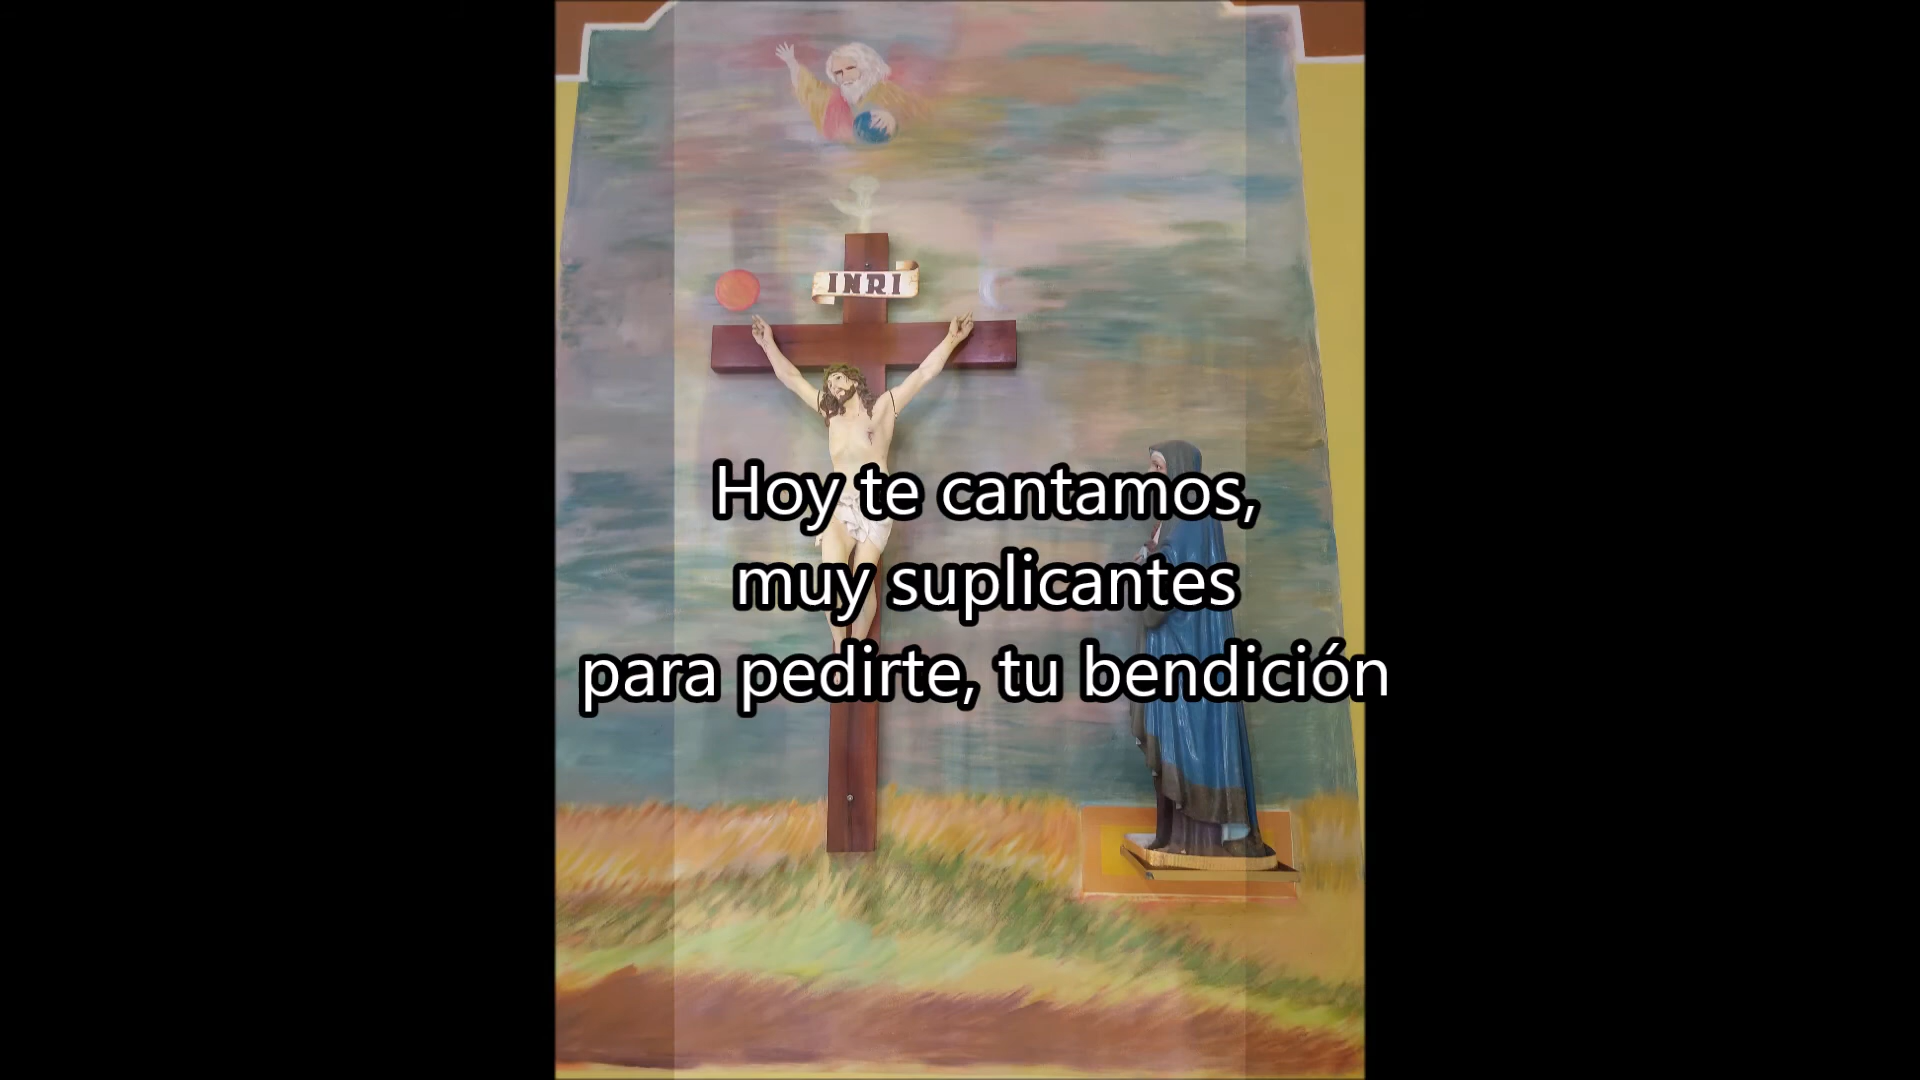 INRI
Hoy te cantamos,
muy suplicantes
para pedirte, tu bendición